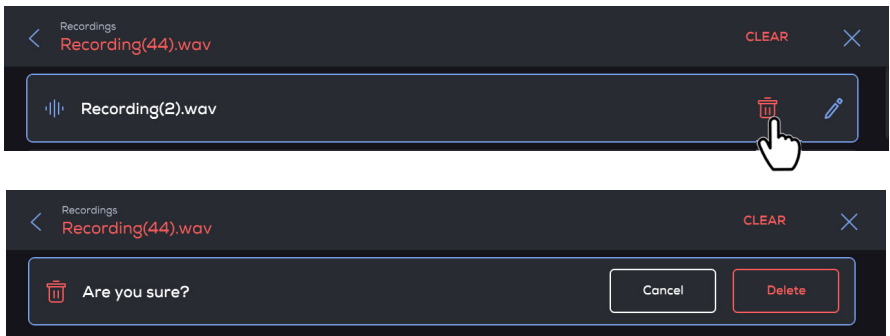 Recordings
Recording(44).wav
CLEAR
Recording(2).wav
Recordings
Recording(44).wav
CLEAR
Are you sure?
Cancel
Delete